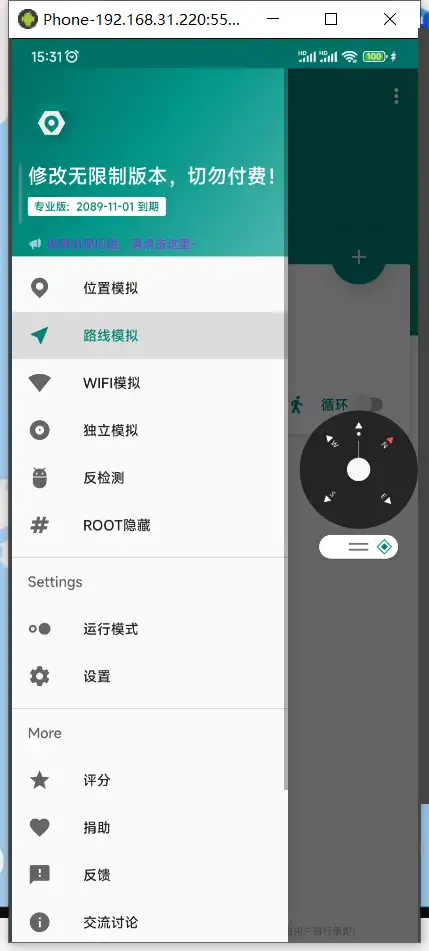 Phone-192.168.31.220:55...
15:31
HD HD 100
修改无限制版本，切勿付费！
专业版：2089-11-01 到期
位置模拟
路线模拟
循环
WIFI模拟
W N
独立模拟
反检测
S E
ROOT隐藏
Settings
运行模式
设置
More
评分
捐助
反馈
交流讨论